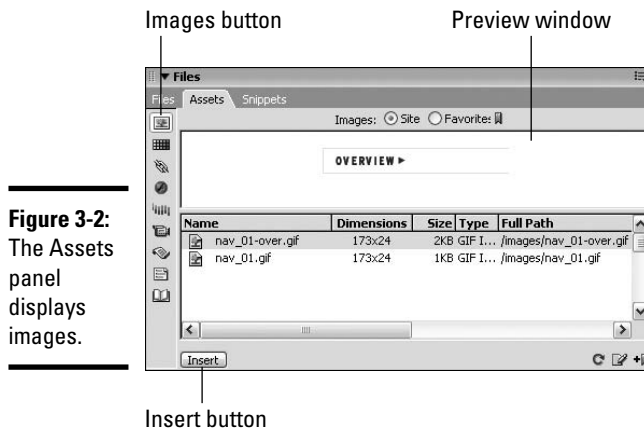 Images button
Preview window
Files
Files Assets Snippets
Images: Site Favorites
OVERVIEW
Name Dimensions Size Type Full Path
nav_01-over.gif 173x24 2KB GIF I... /images/nav_01-over.gif
nav_01.gif 173x24 1KB GIF I... /images/nav_01.gif
Insert
Figure 3-2:
The Assets
panel
displays
images.
Insert button